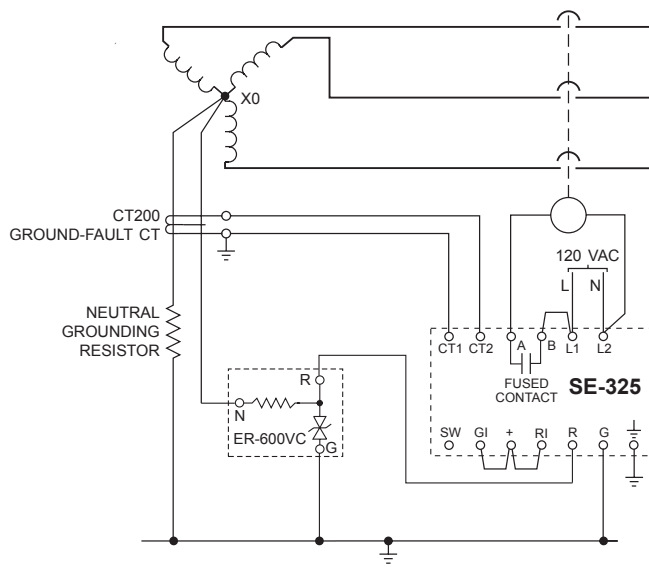 X0
CT200
GROUND-FAULT CT
120 VAC
L N
NEUTRAL
GROUNDING
RESISTOR
CT1 CT2 A B L1 L2
FUSED
CONTACT
SE-325
R
N
ER-600VC
G
SW GI + RI R G